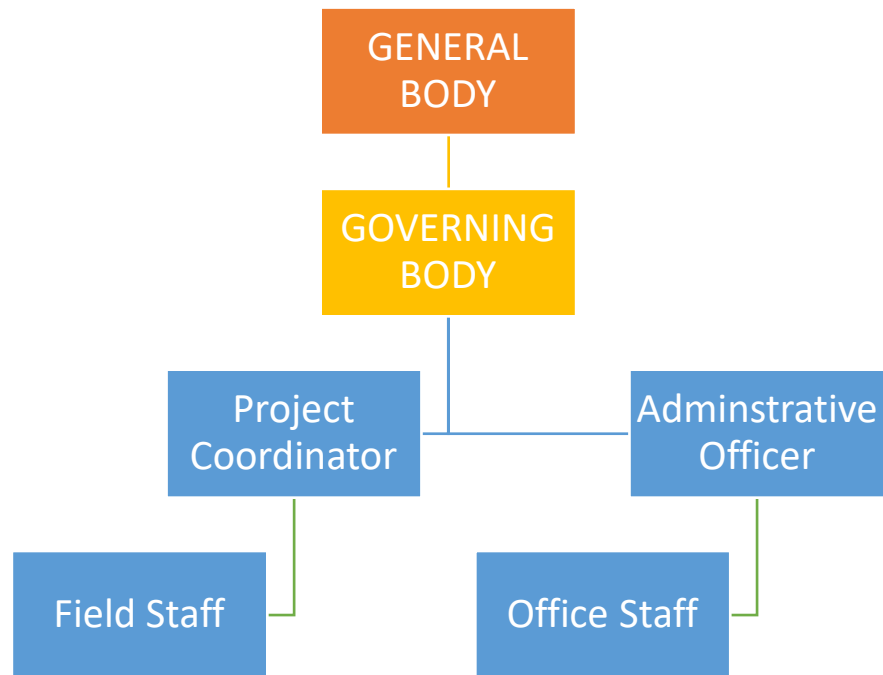 GENERAL
BODY
GOVERNING
BODY
Project
Coordinator
Adminstrative
Officer
Field Staff
Office Staff